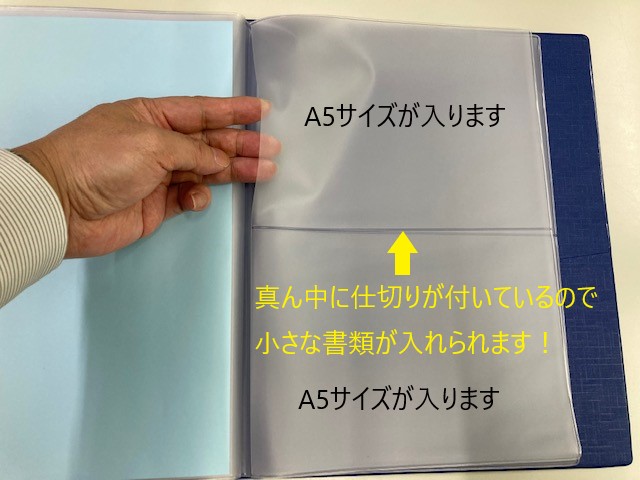 A5サイズが入ります
真ん中に仕切りが付いているので
小さな書類が入れられます！
A5サイズが入ります